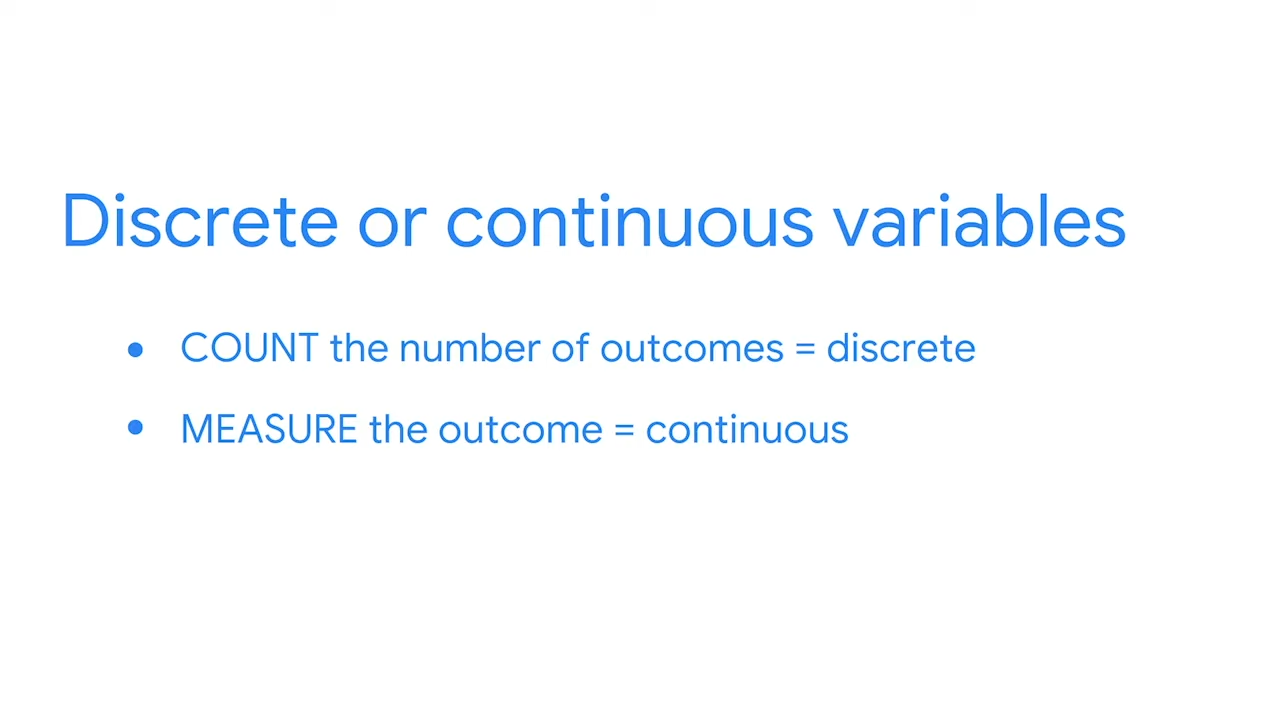 Discrete or continuous variables
• COUNT the number of outcomes = discrete
• MEASURE the outcome = continuous